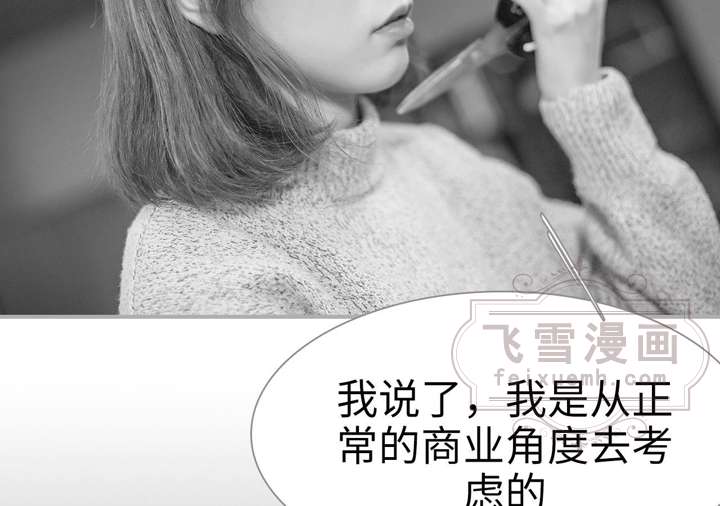 飞雪漫画
feixuemh.com
我说了，我是从正
常的商业角度去考
虑的